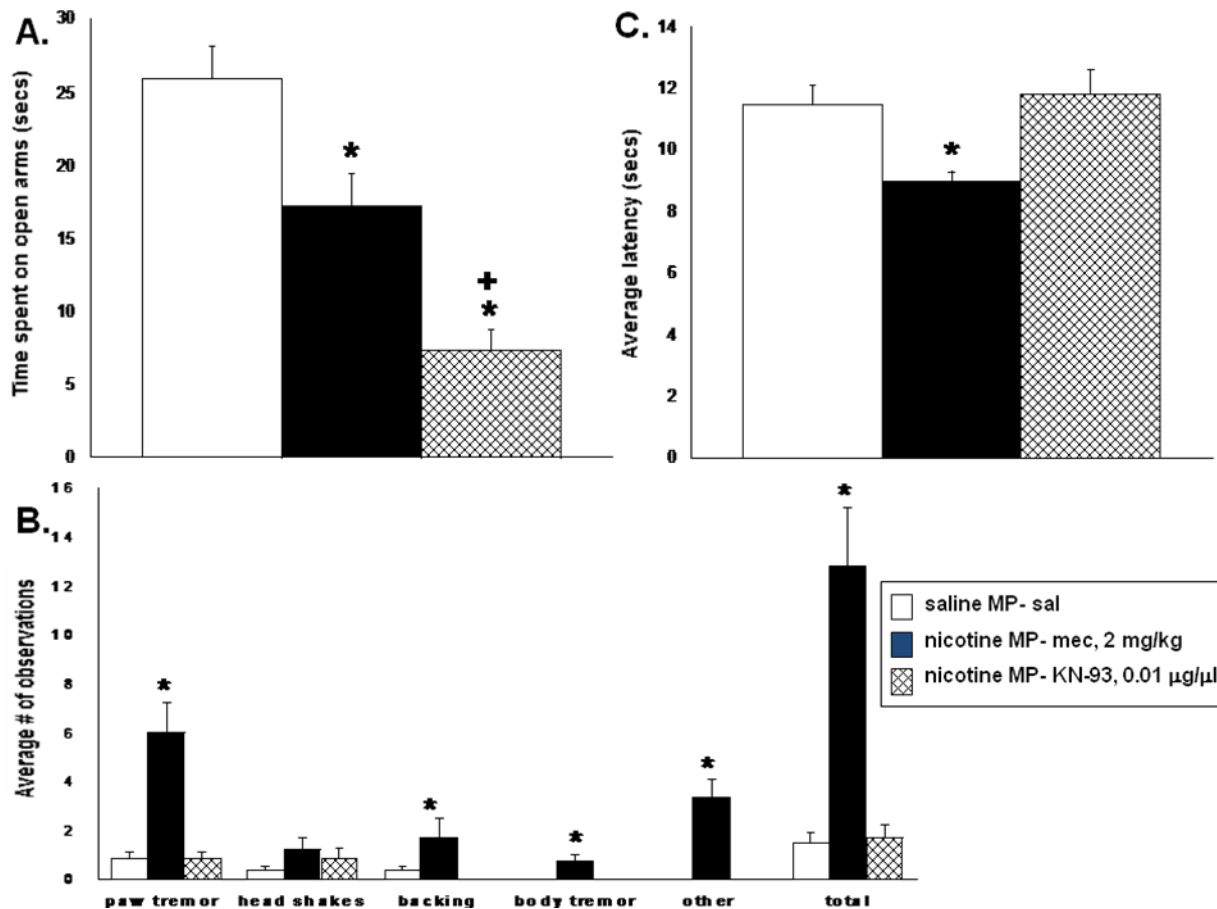 A.
Time spent on open arms (secs)
30
25
20
15
10
5
0
*
+
*
C.
Average latency (secs)
14
12
10
8
6
4
2
0
*
B.
Average # of observations
16
14
12
10
8
6
4
2
0
*
*
*
*
*
paw tremor
head shakes
backing
body tremor
other
total
saline MP- sal
nicotine MP- mec, 2 mg/kg
nicotine MP- KN-93, 0.01 µg/µl